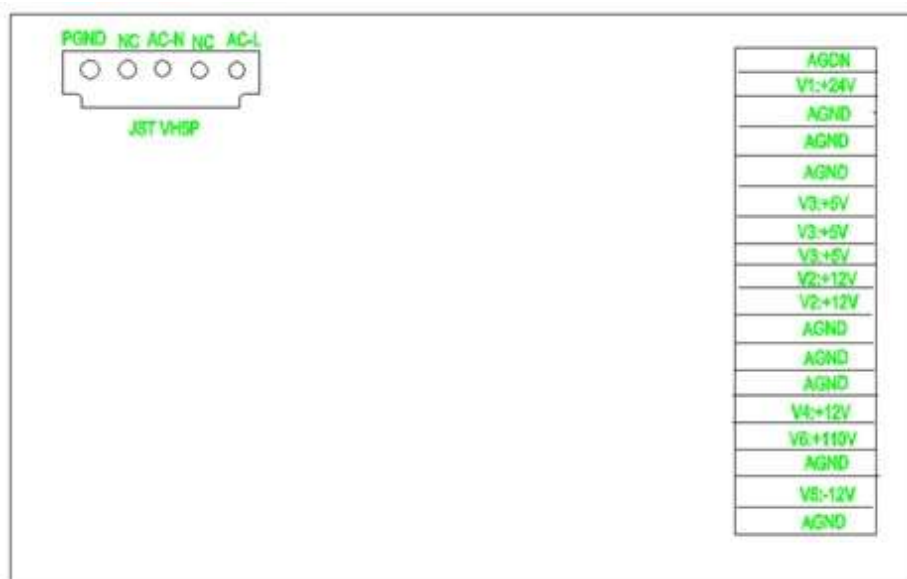 PGND NC AC-N NC AC-L
JST VH5P
AGDN
V1:+24V
AGND
AGND
AGND
V3:+5V
V3:+5V
V3:+5V
V2:+12V
V2:+12V
AGND
AGND
AGND
V4:+12V
V6:+110V
AGND
V5:-12V
AGND